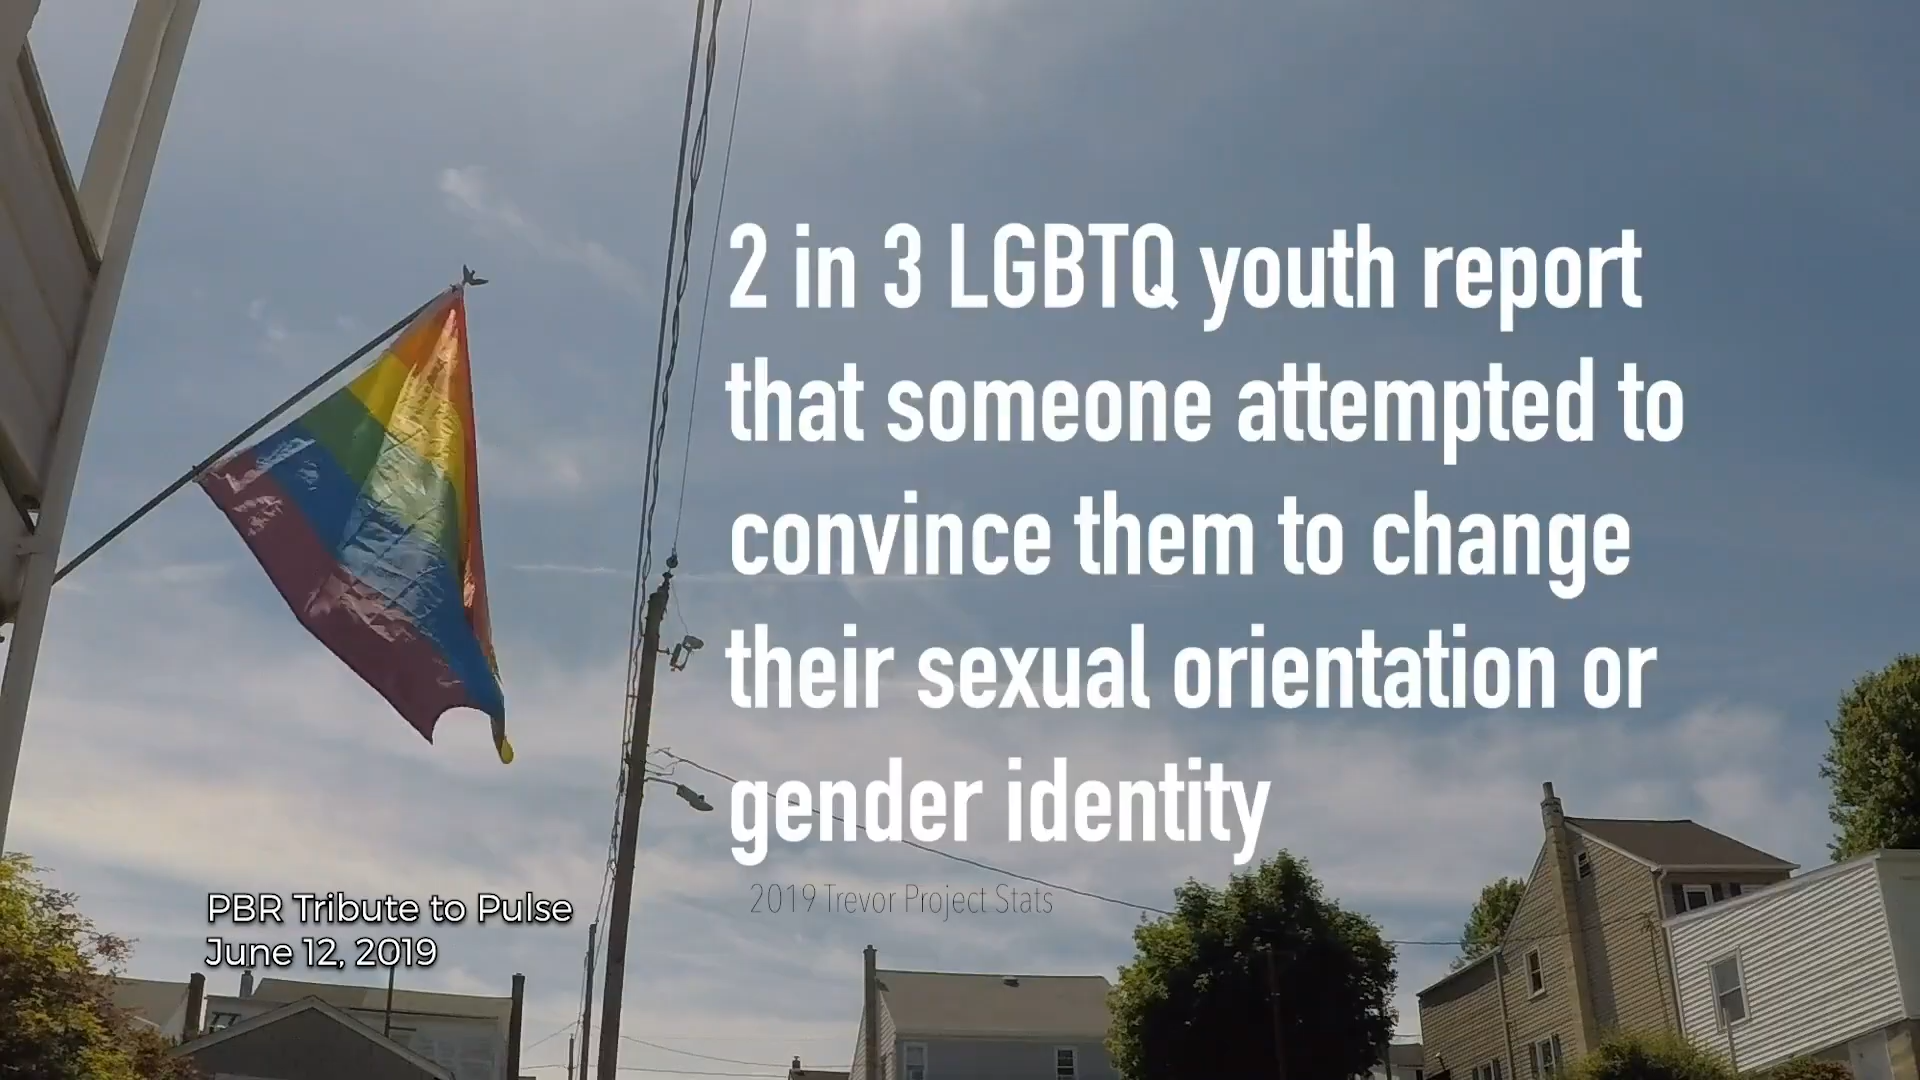 2 in 3 LGBTQ youth report
that someone attempted to
convince them to change
their sexual orientation or
gender identity
2019 Trevor Project Stats
PBR Tribute to Pulse
June 12, 2019